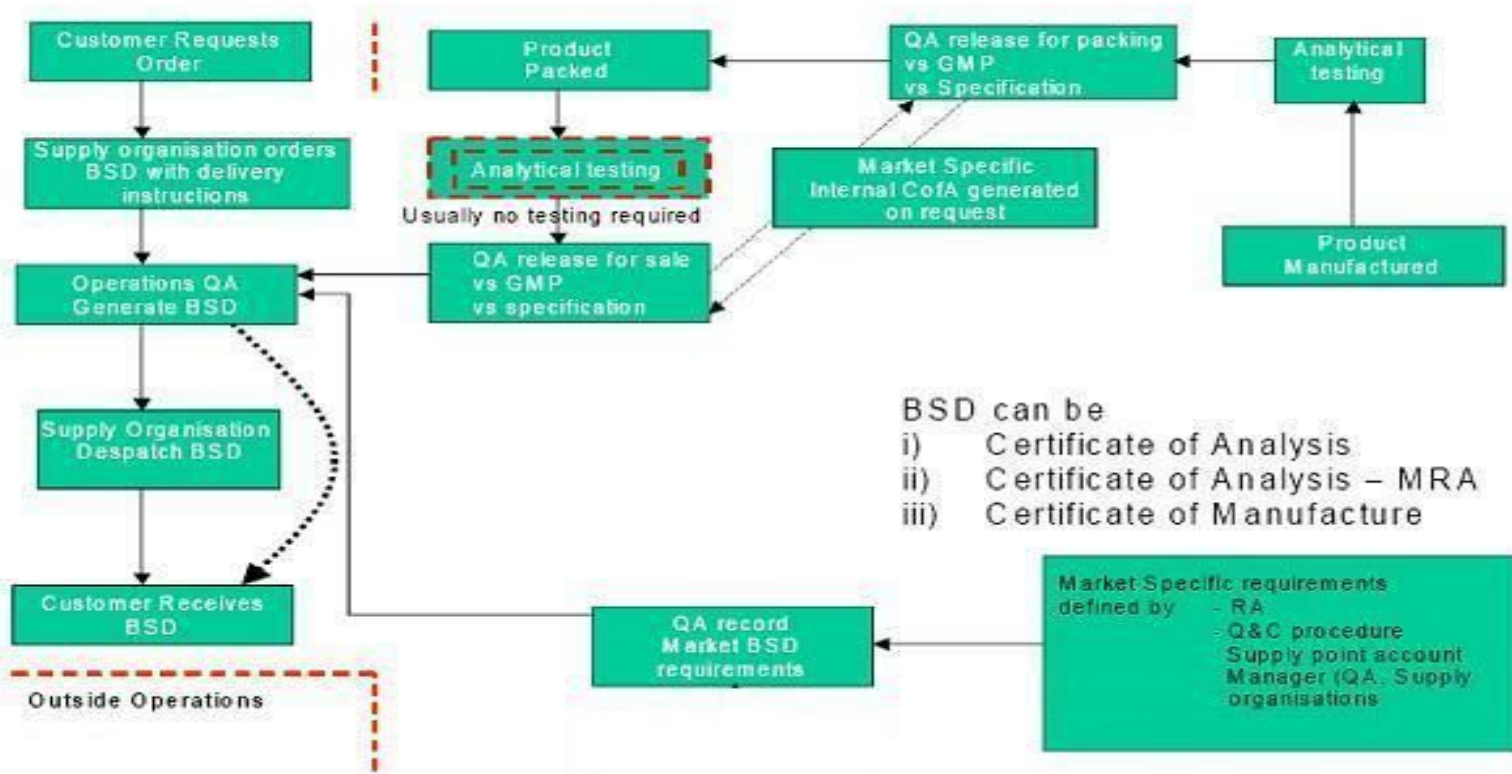 Customer Requests
Order
Supply organisation orders
BSD with delivery
instructions
Operations QA
Generate BSD
Supply Organisation
Despatch BSD
Customer Receives
BSD
Outside Operations
Product
Packed
Analytical testing
Usually no testing required
QA release for sale
vs GMP
vs specification
QA release for packing
vs GMP
vs Specification
Market Specific
Internal CofA generated
on request
Analytical
testing
Product
Manufactured
BSD can be
i) Certificate of Analysis
ii) Certificate of Analysis – MRA
iii) Certificate of Manufacture
QA record
Market BSD
requirements
Market Specific requirements
defined by - RA
- Q&C procedure
Supply point account
Manager (QA, Supply
organisations